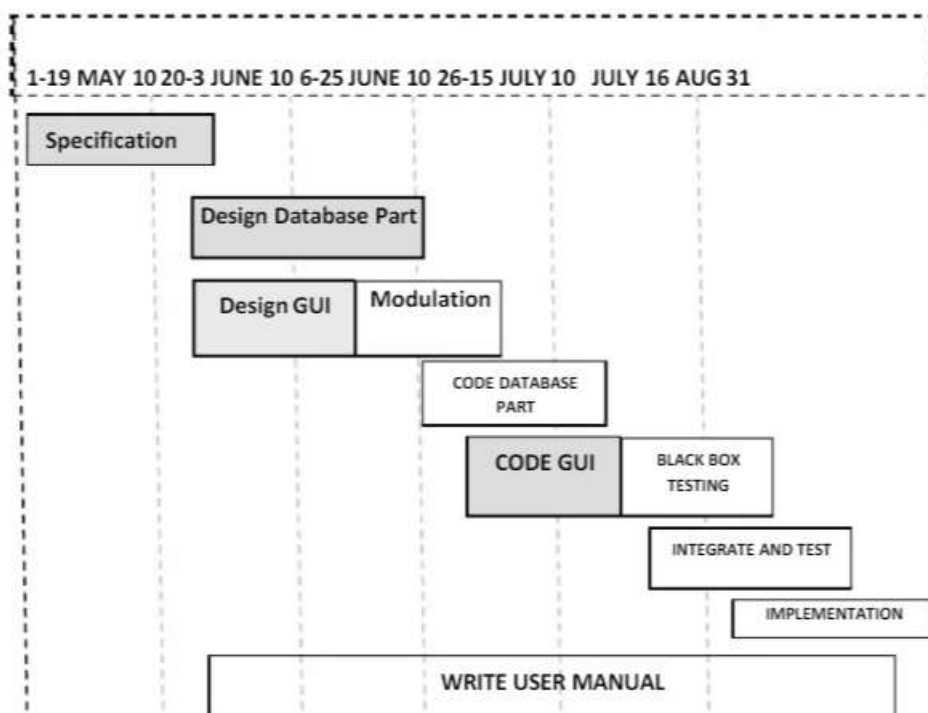 1-19 MAY 10 20-3 JUNE 10 6-25 JUNE 10 26-15 JULY 10 JULY 16 AUG 31
Specification
Design Database Part
Design GUI
Modulation
CODE DATABASE
PART
CODE GUI
BLACK BOX
TESTING
INTEGRATE AND TEST
IMPLEMENTATION
WRITE USER MANUAL